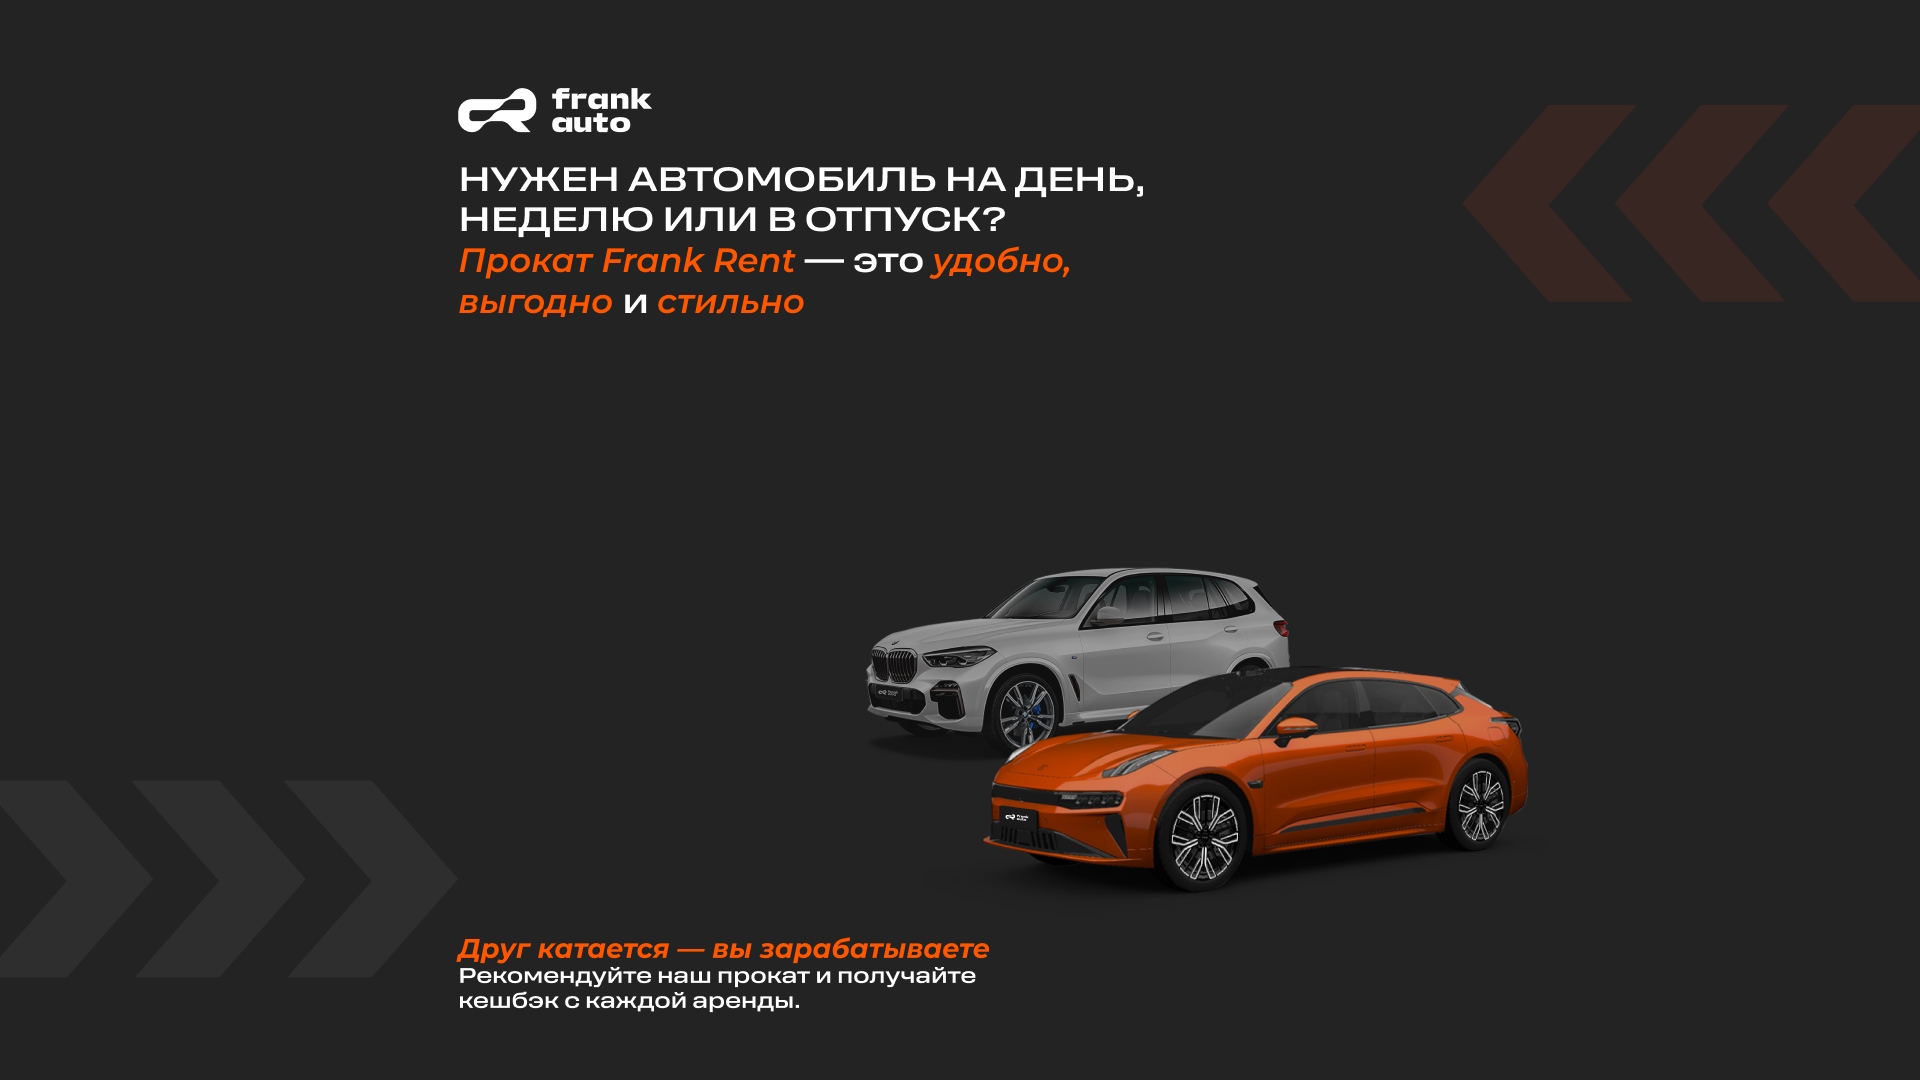 frank
auto
НУЖЕН АВТОМОБИЛЬ НА ДЕНЬ,
НЕДЕЛЮ ИЛИ В ОТПУСК?
Прокат Frank Rent — это удобно,
выгодно и стильно
Друг катается — вы зарабатываете
Рекомендуйте наш прокат и получайте
кешбэк с каждой аренды.